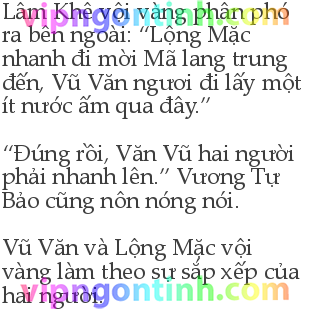 Lâm Khê vội vàng phân phó
ra bên ngoài: “Lộng Mặc
nhanh đi mời Mã lang trung
đến, Vũ Văn ngươi đi lấy một
ít nước ấm qua đây.”

“Đúng rồi, Văn Vũ hai người
phải nhanh lên.” Vương Tự
Bảo cũng nôn nóng nói.

Vũ Văn và Lộng Mặc vội
vàng làm theo sự sắp xếp của
hai người.
vipngontinh.com
vipngontinh.com